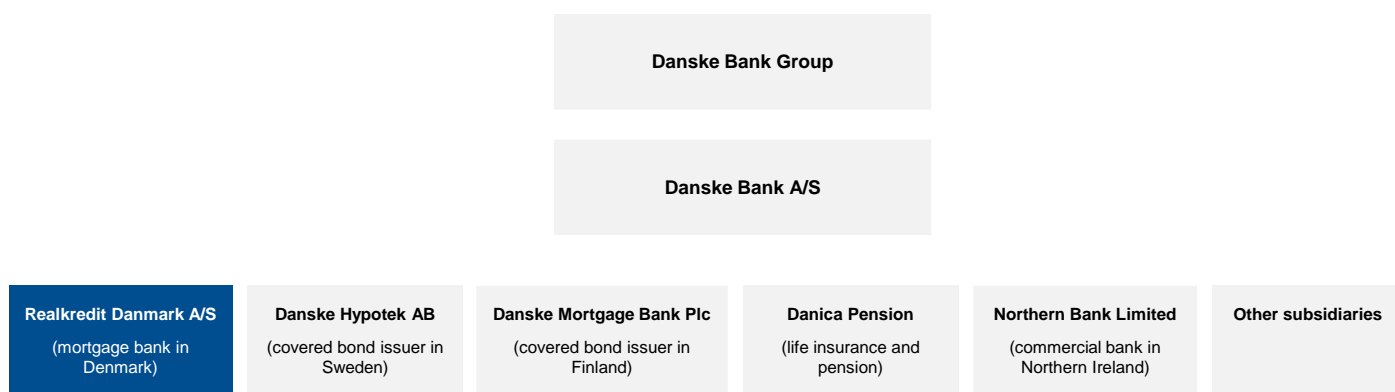 Danske Bank Group
Danske Bank A/S
Realkredit Danmark A/S
(mortgage bank in
Denmark)
Danske Hypotek AB
(covered bond issuer in
Sweden)
Danske Mortgage Bank Plc
(covered bond issuer in
Finland)
Danica Pension
(life insurance and
pension)
Northern Bank Limited
(commercial bank in
Northern Ireland)
Other subsidiaries